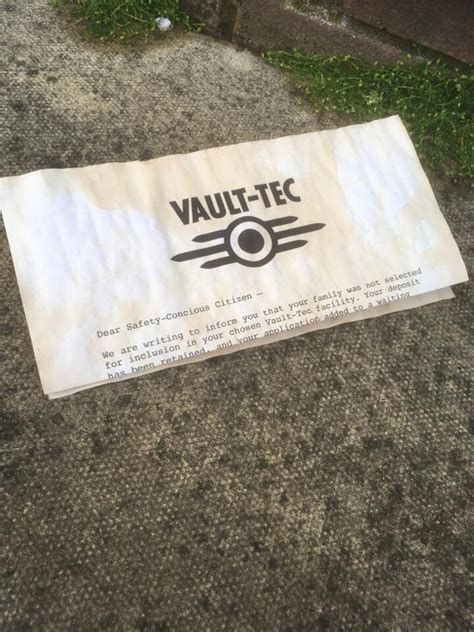 VAULT-TEC
Dear Safety-Concious Citizen —
We are writing to inform you that your family was not selected
for inclusion in your chosen Vault-Tec facility. Your deposit
has been retained, and your application added to a waiting